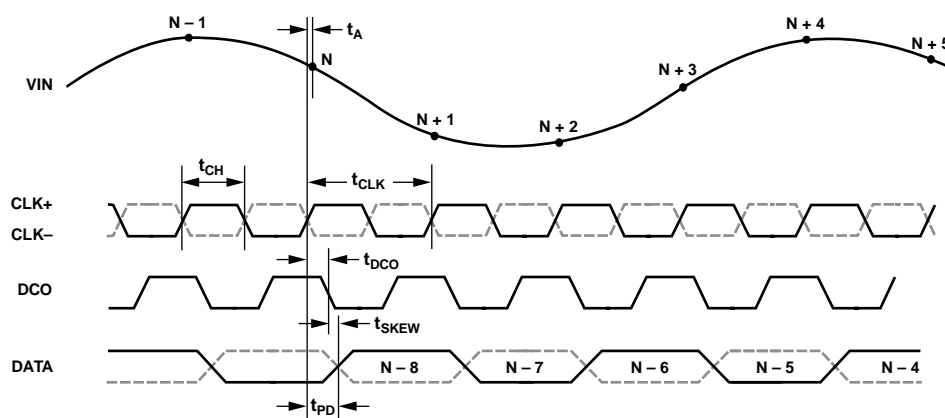 N – 1
tA
N
N + 4
N + 5
VIN
N + 3
N + 1
N + 2
tCH
tCLK
CLK+
CLK–
tDCO
DCO
tSKEW
DATA
N – 8
N – 7
N – 6
N – 5
N – 4
tPD